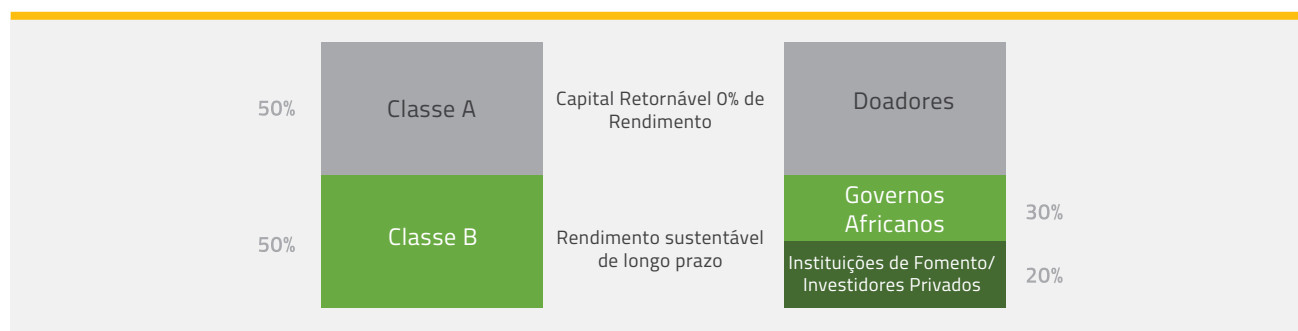 50%
Classe A
Capital Retornável 0% de
Rendimento
Doadores
50%
Classe B
Rendimento sustentável
de longo prazo
Governos
Africanos
30%
Instituições de Fomento/
Investidores Privados
20%